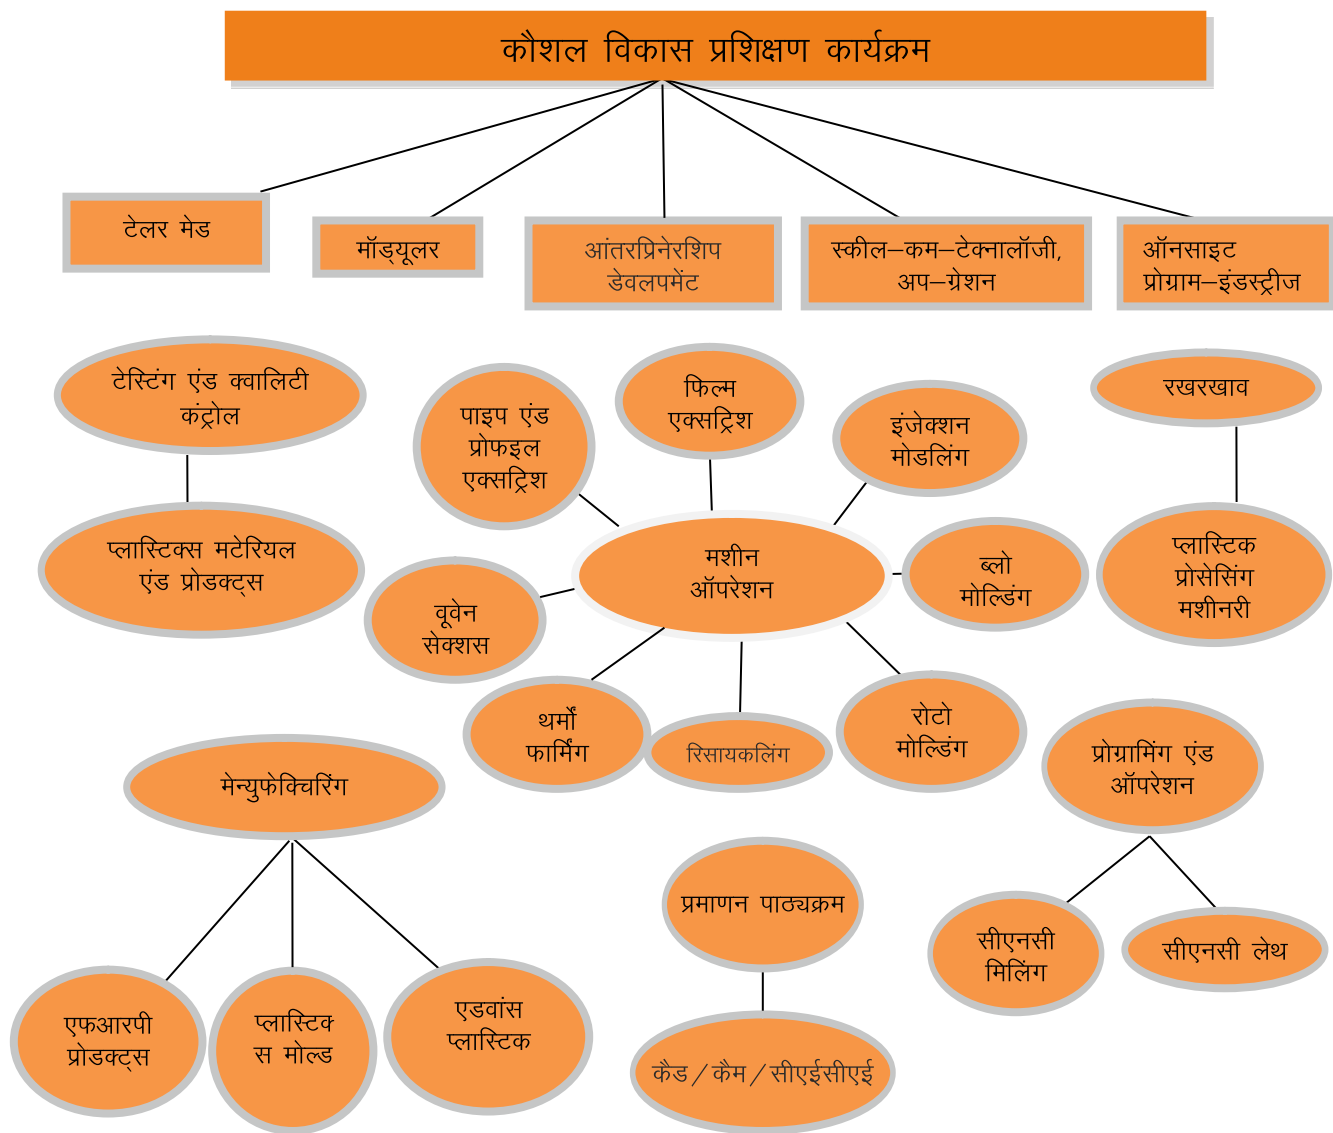 कौशल विकास प्रशिक्षण कार्यक्रम
टेलर मेड
मॉड्यूलर
आंतरप्रिनेरशिप
डेवलपमेंट
स्कील–कम–टेक्नालॉजी,
अप–ग्रेशन
ऑनसाइट
प्रोग्राम–इंडस्ट्रीज
टेस्टिंग एंड क्वालिटी
कंट्रोल
प्लास्टिक्स मटेरियल
एंड प्रोडक्ट्स
पाइप एंड
प्रोफइल
एक्सट्रिश
फिल्म
एक्सट्रिश
इंजेक्शन
मोडलिंग
रखरखाव
प्लास्टिक
प्रोसेसिंग
मशीनरी
मशीन
ऑपरेशन
ब्लो
मोल्डिंग
वूवेन
सेक्शस
थर्मों
फार्मिंग
रिसायकलिंग
रोटो
मोल्डिंग
प्रोग्रामिंग एंड
ऑपरेशन
सीएनसी
मिलिंग
सीएनसी लेथ
मेन्युफेक्चिरिंग
एफआरपी
प्रोडक्ट्स
प्लास्टिक्
स मोल्ड
एडवांस
प्लास्टिक
प्रमाणन पाठ्यक्रम
कैड/कैम/सीएईसीएई